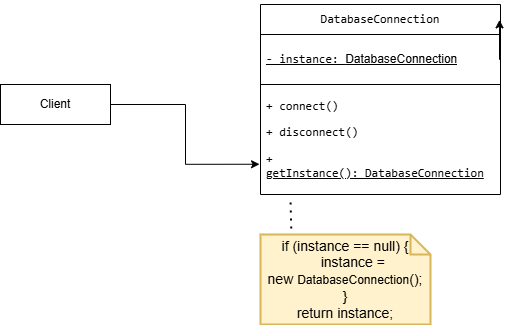 DatabaseConnection
- instance: DatabaseConnection
Client
+ connect()
+ disconnect()
+
getInstance(): DatabaseConnection
if (instance == null) {
instance =
new DatabaseConnection();
}
return instance;